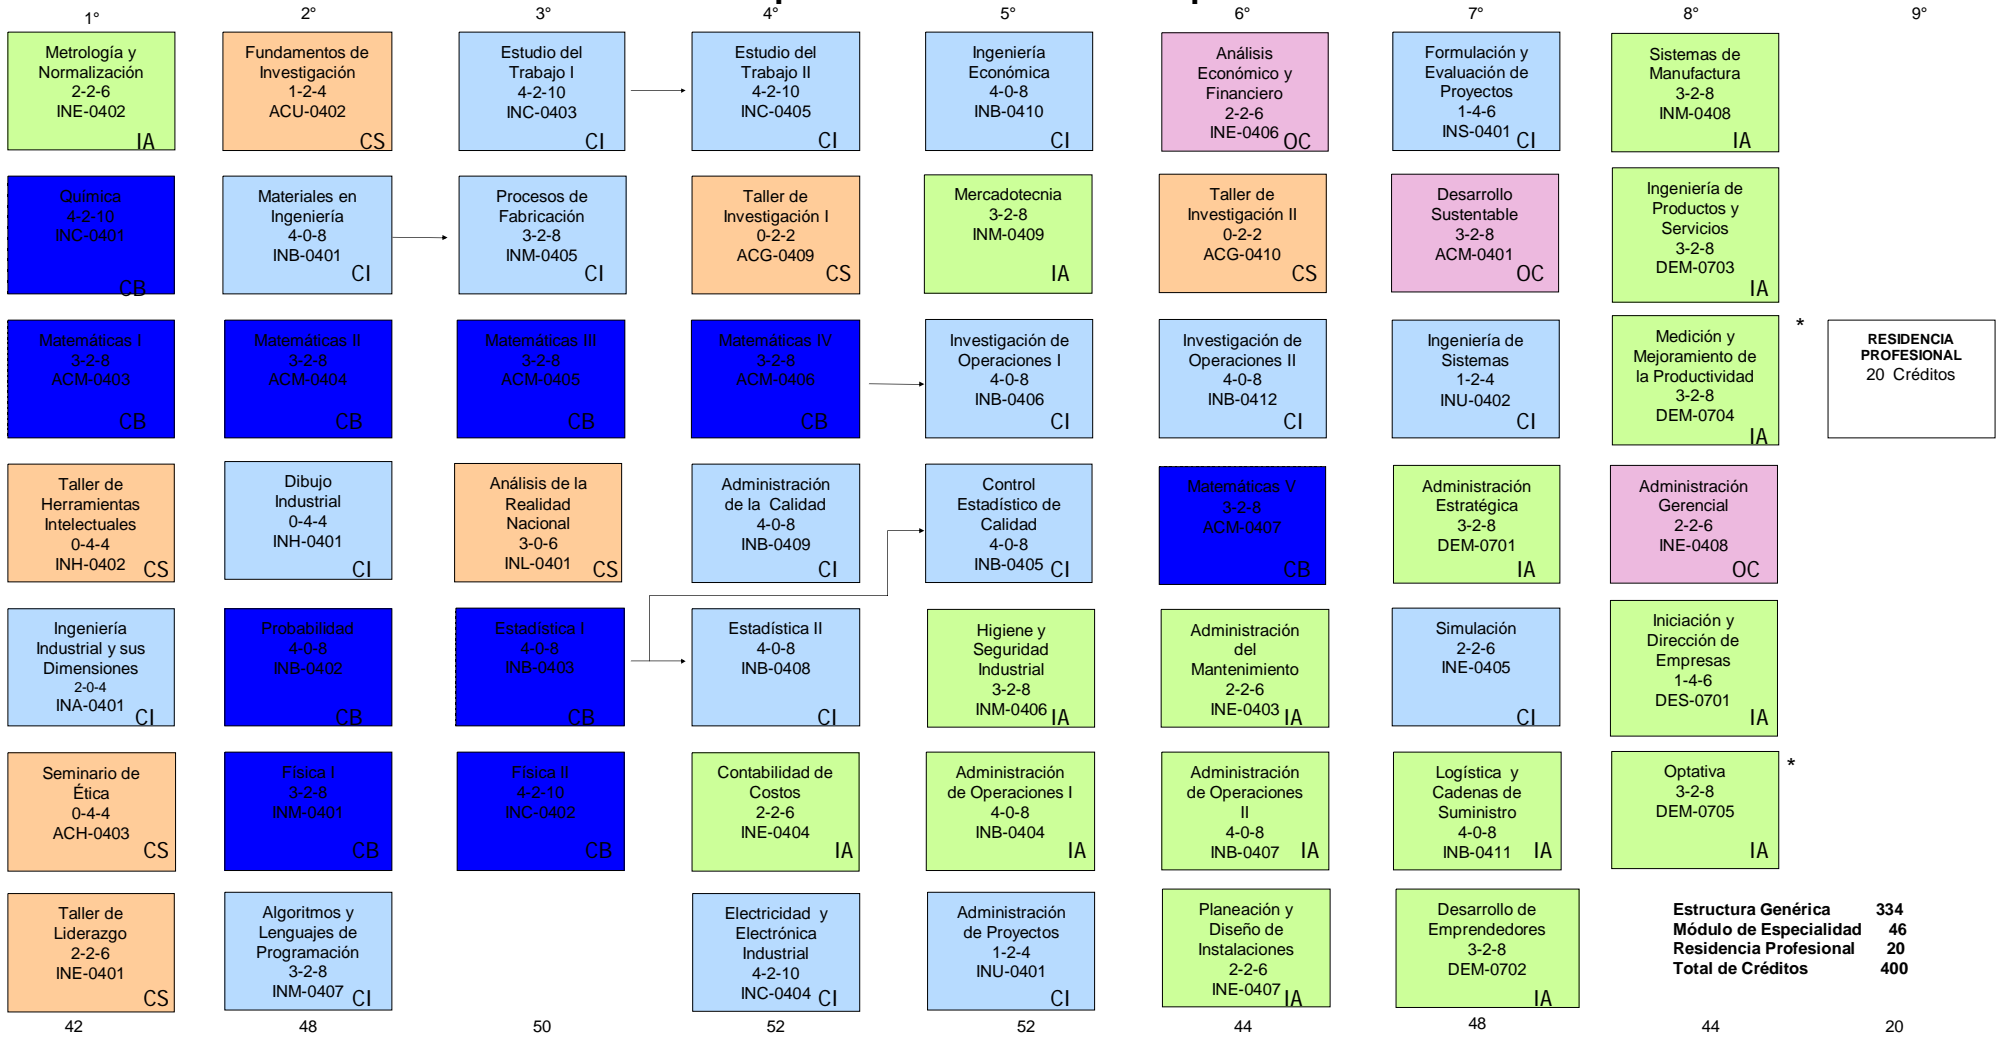 1°
2°
3°
4°
5°
6°
7°
8°
9°
Metrología y
Normalización
2-2-6
INE-0402
IA
Fundamentos de
Investigación
1-2-4
ACU-0402
CS
Estudio del
Trabajo I
4-2-10
INC-0403
CI
Estudio del
Trabajo II
4-2-10
INC-0405
CI
Ingeniería
Económica
4-0-8
INB-0410
CI
Análisis
Económico y
Financiero
2-2-6
INE-0406
OC
Formulación y
Evaluación de
Proyectos
1-4-6
INS-0401
CI
Sistemas de
Manufactura
3-2-8
INM-0408
IA
Química
4-2-10
INC-0401
CB
Materiales en
Ingeniería
4-0-8
INB-0401
CI
Procesos de
Fabricación
3-2-8
INM-0405
CI
Taller de
Investigación I
0-2-2
ACG-0409
CS
Mercadotecnia
3-2-8
INM-0409
IA
Taller de
Investigación II
0-2-2
ACG-0410
CS
Desarrollo
Sustentable
3-2-8
ACM-0401
OC
Ingeniería de
Productos y
Servicios
3-2-8
DEM-0703
IA
Matemáticas I
3-2-8
ACM-0403
CB
Matemáticas II
3-2-8
ACM-0404
CB
Matemáticas III
3-2-8
ACM-0405
CB
Matemáticas IV
3-2-8
ACM-0406
CB
Investigación de
Operaciones I
4-0-8
INB-0406
CI
Investigación de
Operaciones II
4-0-8
INB-0412
CI
Ingeniería de
Sistemas
1-2-4
INU-0402
CI
Medición y
Mejoramiento de
la Productividad
3-2-8
DEM-0704
IA
*
RESIDENCIA
PROFESIONAL
20 Créditos
Taller de
Herramientas
Intelectuales
0-4-4
INH-0402
CS
Dibujo
Industrial
0-4-4
INH-0401
CI
Análisis de la
Realidad
Nacional
3-0-6
INL-0401
CS
Administración
de la Calidad
4-0-8
INB-0409
CI
Control
Estadístico de
Calidad
4-0-8
INB-0405
CI
Matemáticas V
3-2-8
ACM-0407
CB
Administración
Estratégica
3-2-8
DEM-0701
IA
Administración
Gerencial
2-2-6
INE-0408
OC
Ingeniería
Industrial y sus
Dimensiones
2-0-4
INA-0401
CI
Probabilidad
4-0-8
INB-0402
CB
Estadística I
4-0-8
INB-0403
CB
Estadística II
4-0-8
INB-0408
CI
Higiene y
Seguridad
Industrial
3-2-8
INM-0406
IA
Administración
del
Mantenimiento
2-2-6
INE-0403
IA
Simulación
2-2-6
INE-0405
CI
Iniciación y
Dirección de
Empresas
1-4-6
DES-0701
IA
Seminario de
Ética
0-4-4
ACH-0403
CS
Física I
3-2-8
INM-0401
CB
Física II
4-2-10
INC-0402
CB
Contabilidad de
Costos
2-2-6
INE-0404
IA
Administración
de Operaciones I
4-0-8
INB-0404
IA
Administración
de Operaciones
II
4-0-8
INB-0407
IA
Logística y
Cadenas de
Suministro
4-0-8
INB-0411
IA
Optativa
3-2-8
DEM-0705
IA
*
Taller de
Liderazgo
2-2-6
INE-0401
CS
Algoritmos y
Lenguajes de
Programación
3-2-8
INM-0407
CI
Electricidad y
Electrónica
Industrial
4-2-10
INC-0404
CI
Administración
de Proyectos
1-2-4
INU-0401
CI
Planeación y
Diseño de
Instalaciones
2-2-6
INE-0407
IA
Desarrollo de
Emprendedores
3-2-8
DEM-0702
IA
Estructura Genérica 334
Módulo de Especialidad 46
Residencia Profesional 20
Total de Créditos 400
42
48
50
52
52
44
48
44
20